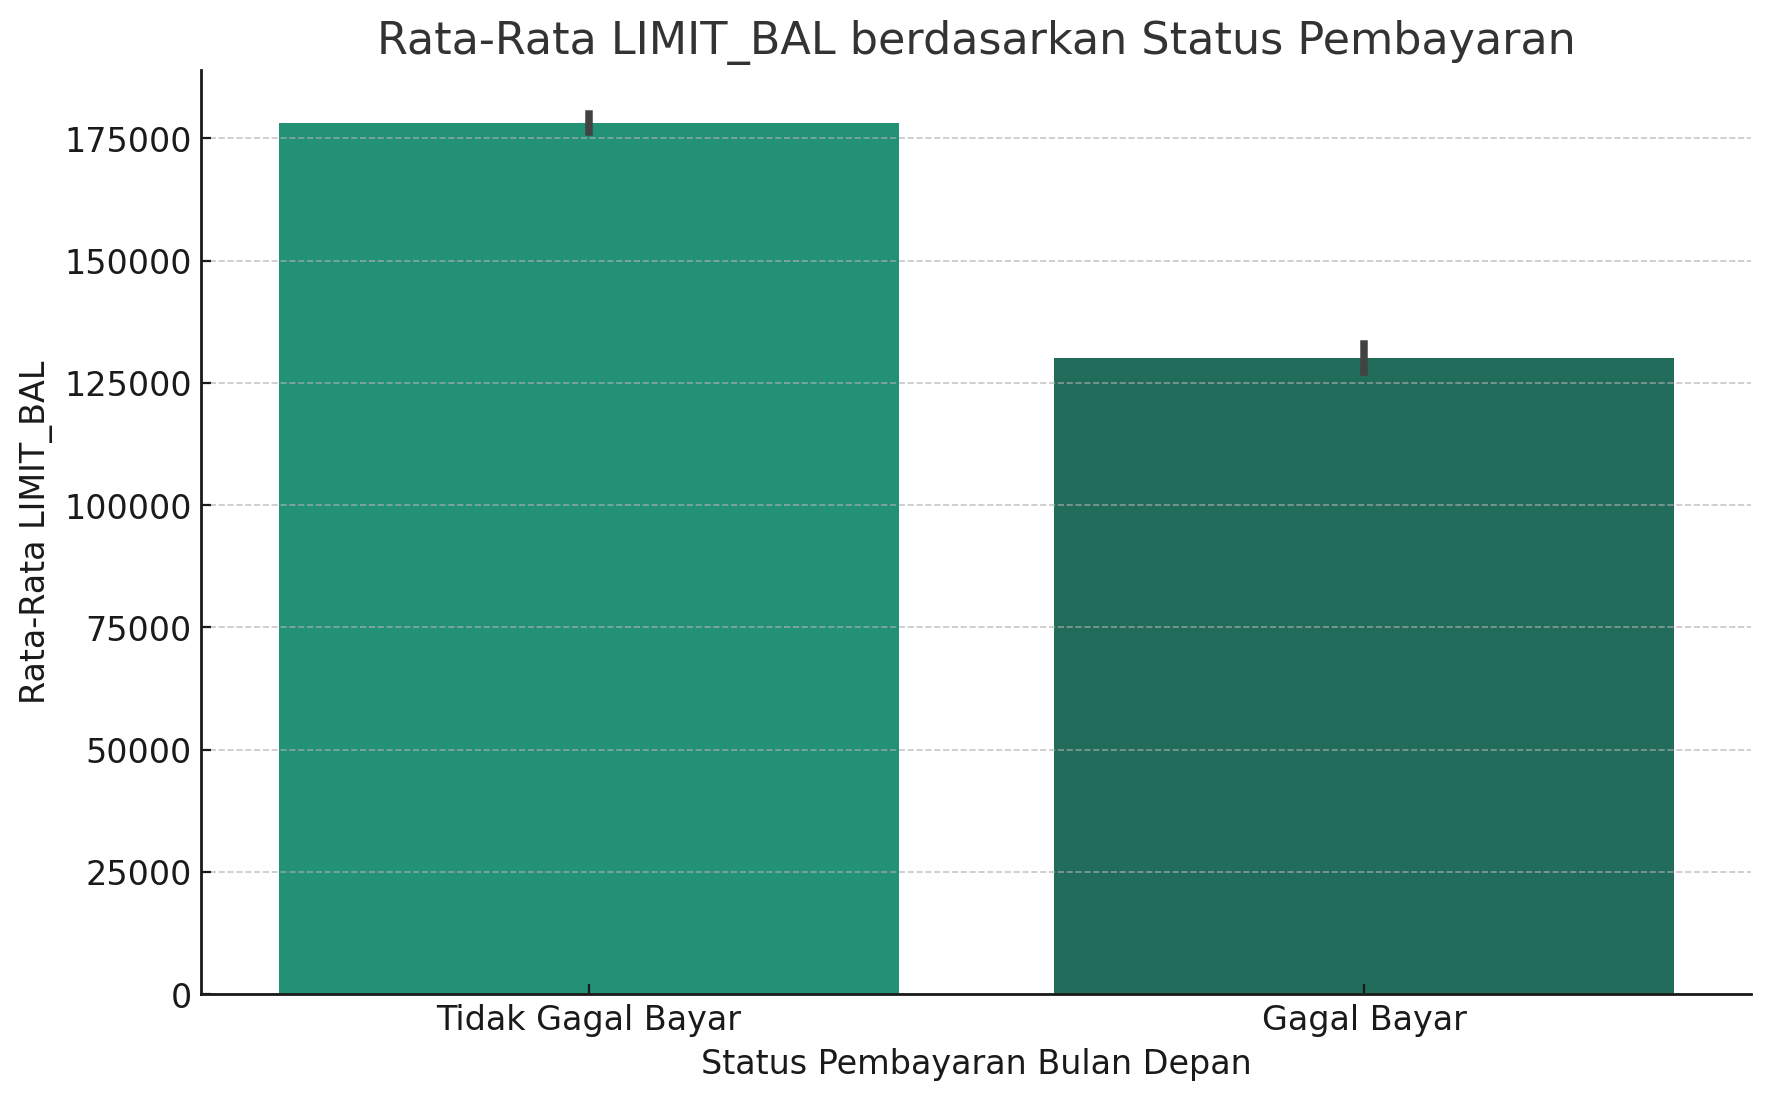 Rata-Rata LIMIT_BAL berdasarkan Status Pembayaran
Rata-Rata LIMIT_BAL
175000
150000
125000
100000
75000
50000
25000
0
Tidak Gagal Bayar
Gagal Bayar
Status Pembayaran Bulan Depan